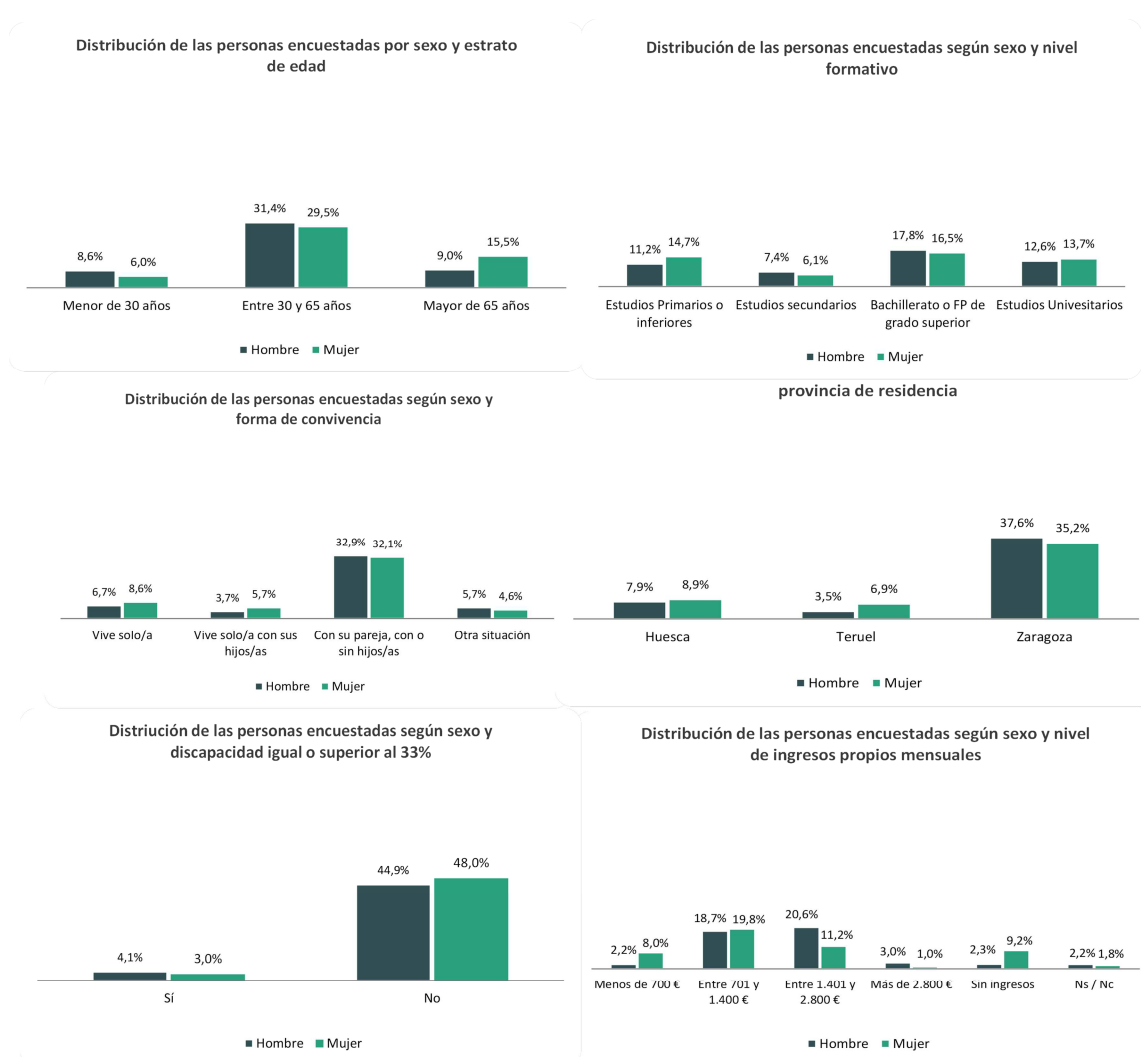 Distribución de las personas encuestadas por sexo y estrato
de edad
31,4%
29,5%
15,5%
8,6%
6,0%
9,0%
Menor de 30 años
Entre 30 y 65 años
Mayor de 65 años
Hombre
Mujer
Distribución de las personas encuestadas según sexo y nivel
formativo
11,2%
14,7%
7,4%
6,1%
17,8%
16,5%
12,6%
13,7%
Estudios Primarios o
inferiores
Estudios secundarios
Bachillerato o FP de
grado superior
Estudios Univesitarios
Hombre
Mujer
Distribución de las personas encuestadas según sexo y
forma de convivencia
6,7%
8,6%
3,7%
5,7%
32,9%
32,1%
5,7%
4,6%
Vive solo/a
Vive solo/a con sus
hijos/as
Con su pareja, con o
sin hijos/as
Otra situación
Hombre
Mujer
provincia de residencia
7,9%
8,9%
3,5%
6,9%
37,6%
35,2%
Huesca
Teruel
Zaragoza
Hombre
Mujer
Distriución de las personas encuestadas según sexo y
discapacidad igual o superior al 33%
4,1%
3,0%
44,9%
48,0%
Sí
No
Hombre
Mujer
Distribución de las personas encuestadas según sexo y nivel
de ingresos propios mensuales
2,2%
8,0%
18,7%
19,8%
20,6%
11,2%
3,0%
1,0%
2,3%
9,2%
2,2%
1,8%
Menos de 700 €
Entre 701 y
1.400 €
Entre 1.401 y
2.800 €
Más de 2.800 €
Sin ingresos
Ns / Nc
Hombre
Mujer